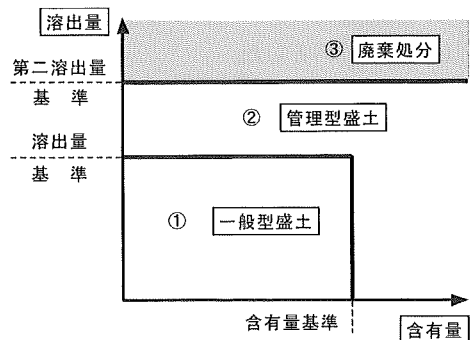 溶出量
③ 廃棄処分
第二溶出量
基 準
② 管理型盛土
溶出量
基 準
① 一般型盛土
含有量基準
含有量